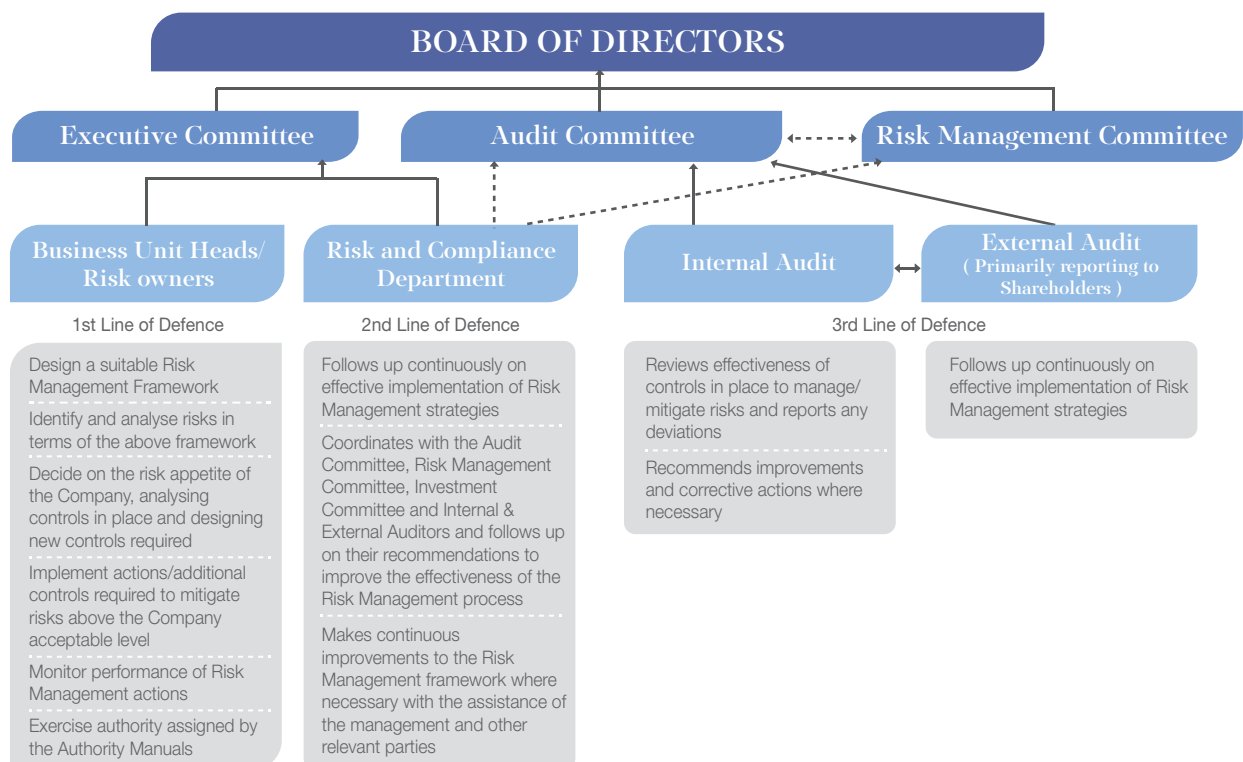 BOARD OF DIRECTORS
Executive Committee
Audit Committee
Risk Management Committee
Business Unit Heads/
Risk owners
Risk and Compliance
Department
Internal Audit
External Audit
( Primarily reporting to
Shareholders )
1st Line of Defence
2nd Line of Defence
3rd Line of Defence
Design a suitable Risk
Management Framework
Identify and analyse risks in
terms of the above framework
Decide on the risk appetite of
the Company, analysing
controls in place and designing
new controls required
Implement actions/additional
controls required to mitigate
risks above the Company
acceptable level
Monitor performance of Risk
Management actions
Exercise authority assigned by
the Authority Manuals
Follows up continuously on
effective implementation of Risk
Management strategies
Coordinates with the Audit
Committee, Risk Management
Committee, Investment
Committee and Internal &
External Auditors and follows up
on their recommendations to
improve the effectiveness of the
Risk Management process
Makes continuous
improvements to the Risk
Management framework where
necessary with the assistance of
the management and other
relevant parties
Reviews effectiveness of
controls in place to manage/
mitigate risks and reports any
deviations
Recommends improvements
and corrective actions where
necessary
Follows up continuously on
effective implementation of Risk
Management strategies